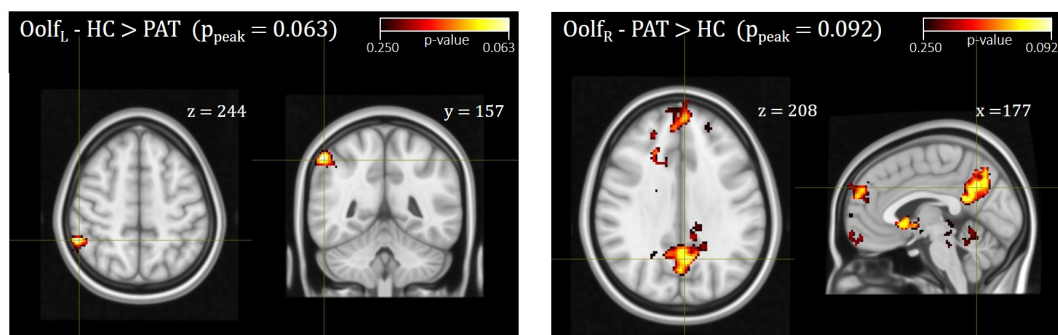 Oolf_L - HC > PAT (p_peak = 0.063)
0.250 p-value 0.063
z = 244
y = 157
Oolf_R - PAT > HC (p_peak = 0.092)
0.250 p-value 0.092
z = 208
x =177